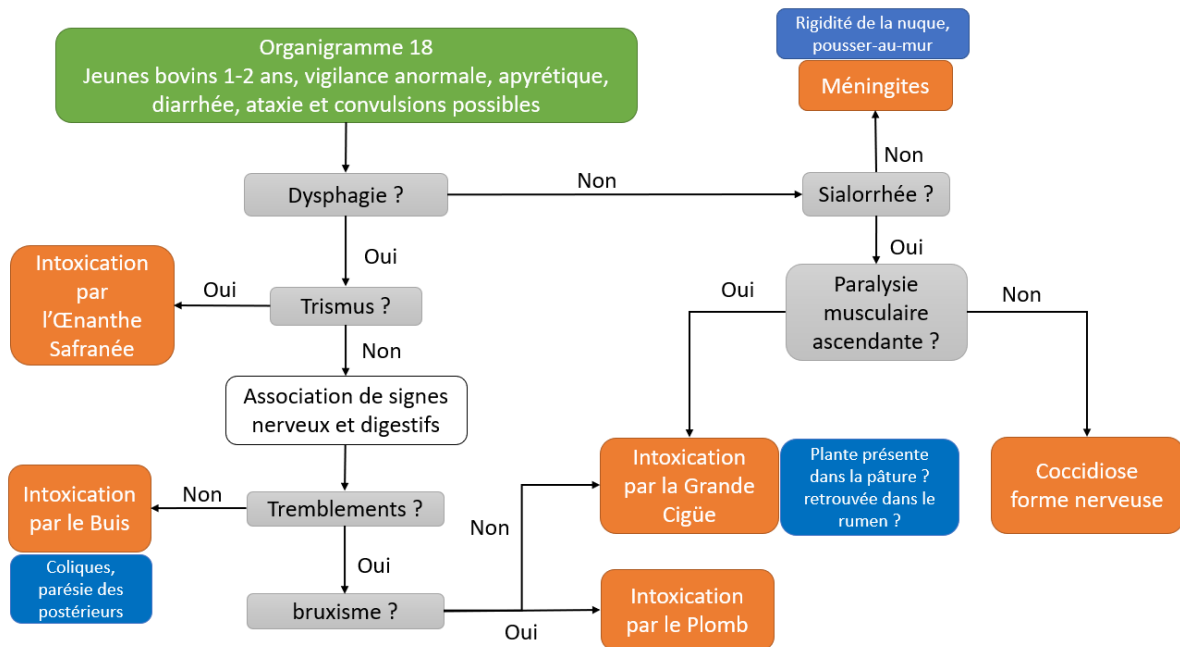 Organigramme 18
Jeunes bovins 1-2 ans, vigilance anormale, apyrétique,
diarrhée, ataxie et convulsions possibles
Rigidité de la nuque,
pousser-au-mur
Méningites
Non
Dysphagie ?
Non
Sialorrhée ?
Oui
Oui
Intoxication
par
l’Œnanthe
Safranée
Oui
Trismus ?
Paralysie
musculaire
ascendante ?
Oui
Non
Non
Association de signes
nerveux et digestifs
Intoxication
par la Grande
Cigüe
Plante présente
dans la pâture ?
retrouvée dans le
rumen ?
Coccidiose
forme nerveuse
Intoxication
par le Buis
Non
Tremblements ?
Non
Coliques,
parésie des
postérieurs
Oui
bruxisme ?
Oui
Intoxication
par le Plomb